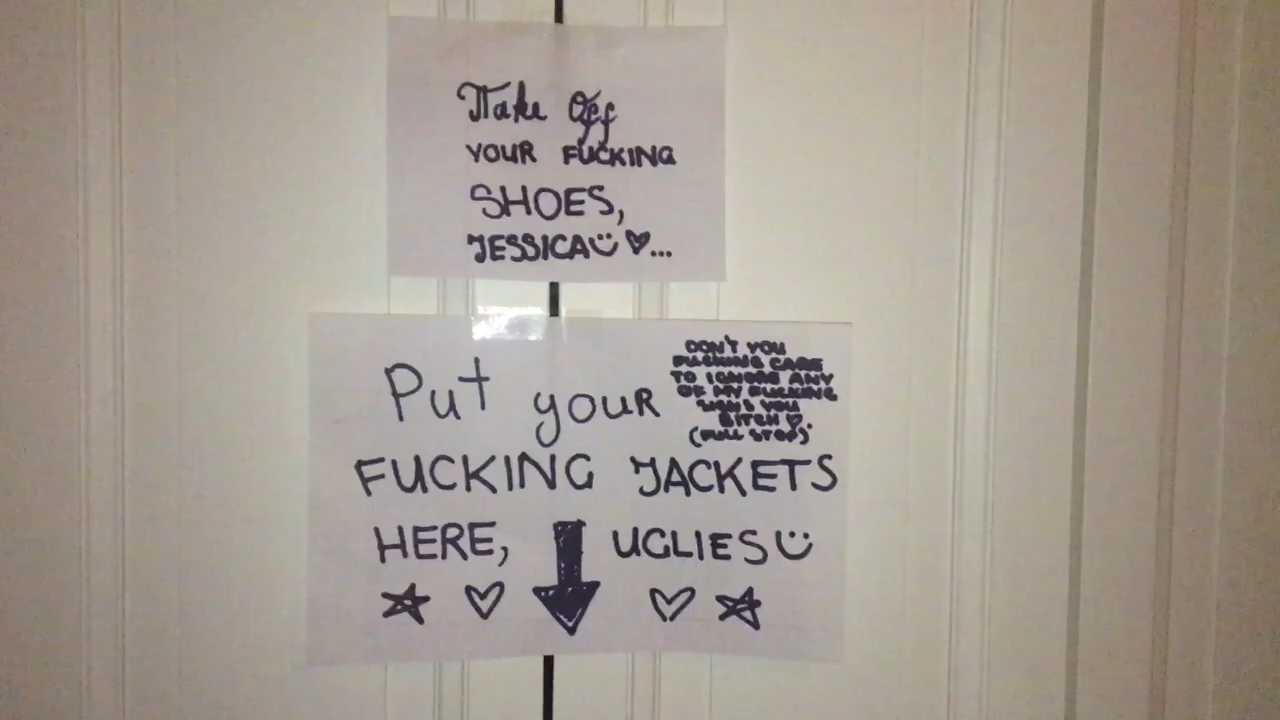 Take Off
YOUR FUCKING
SHOES,
JESSICA ...
Put your
DON'T YOU
FUCKING CARE
TO IGNORE ANY
OF MY FUCKING
SIGNS YOU
BITCH .
(FULL STOP)
FUCKING JACKETS
HERE, UGLIES